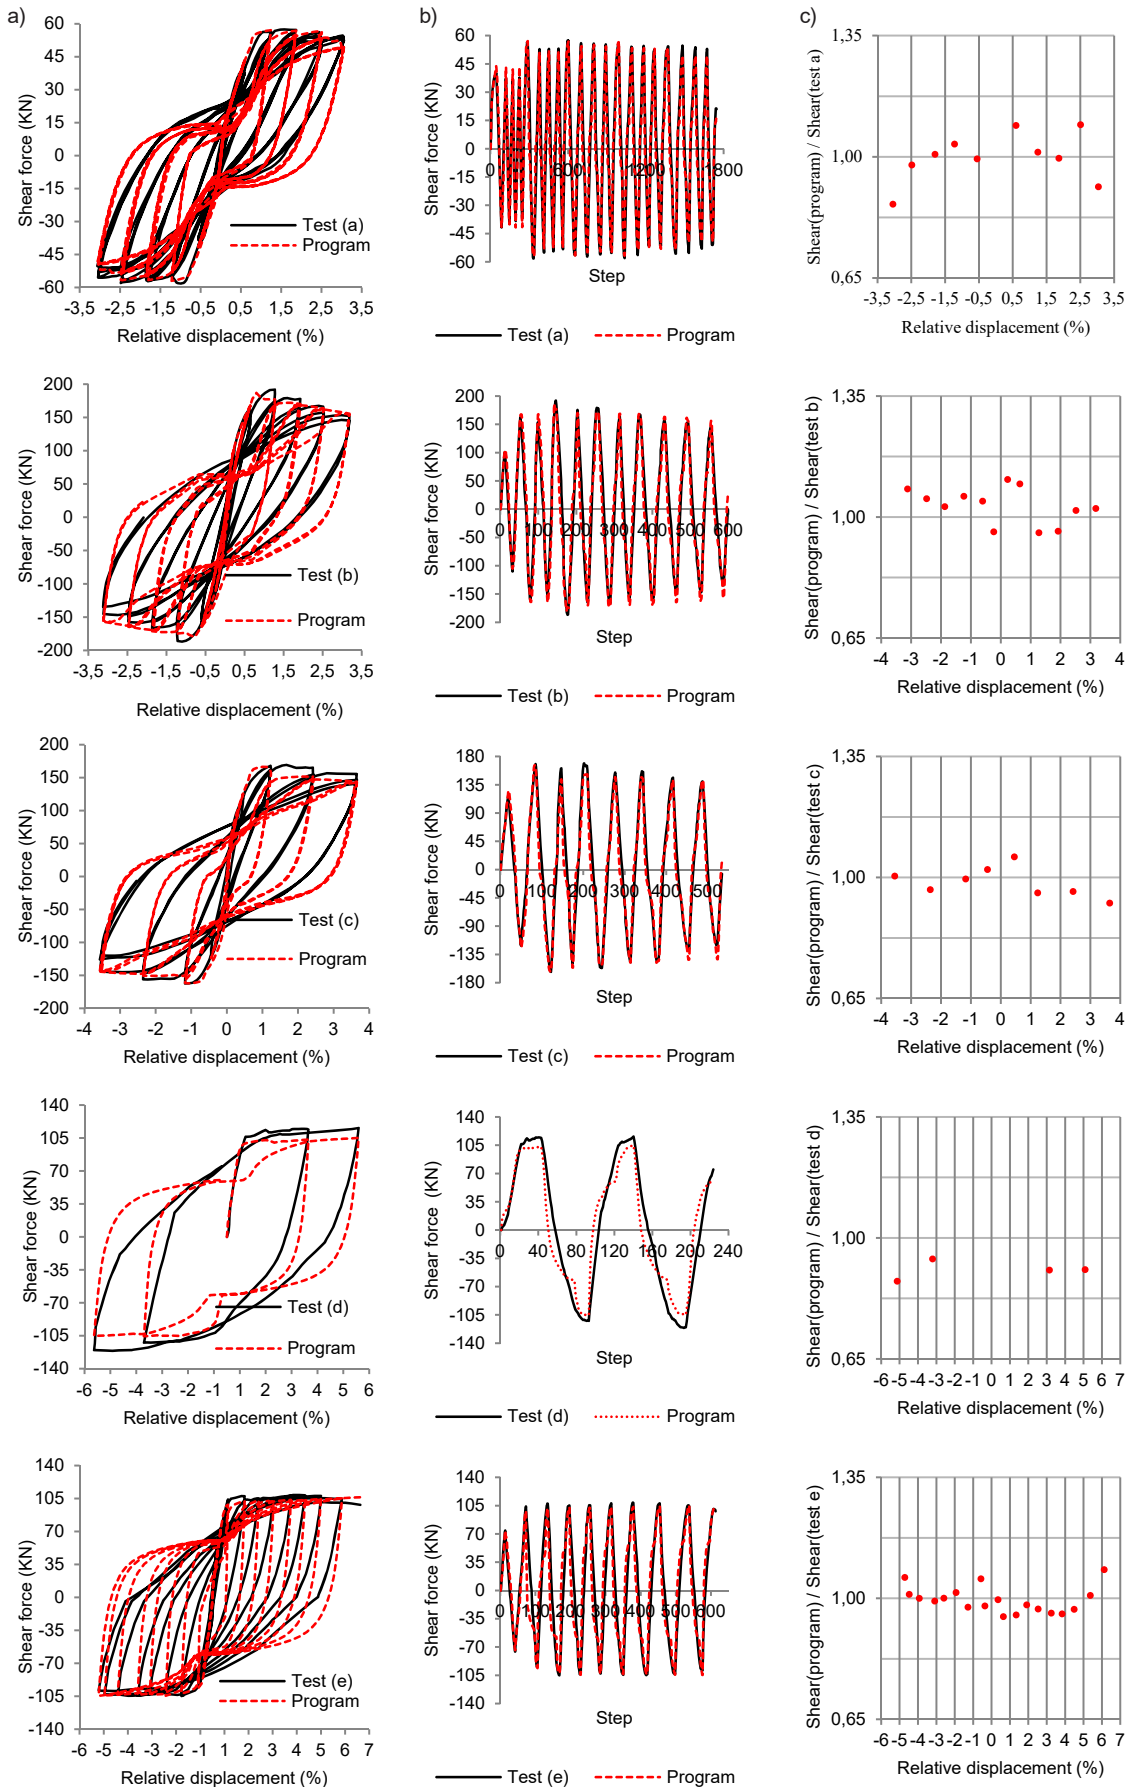 a)
b)
c)
60
45
30
15
0
-15
-30
-45
-60
-3,5 -2,5 -1,5 -0,5 0,5 1,5 2,5 3,5
Shear force (KN)
Relative displacement (%)
Test (a)
Program
60
45
30
15
0
-15
-30
-45
-60
0 600 1200 1800
Shear force (KN)
Step
Test (a) Program
1,35
1,00
0,65
-3,5 -2,5 -1,5 -0,5 0,5 1,5 2,5 3,5
Shear(program) / Shear(test a)
Relative displacement (%)
200
150
100
50
0
-50
-100
-150
-200
-3,5 -2,5 -1,5 -0,5 0,5 1,5 2,5 3,5
Shear force (KN)
Relative displacement (%)
Test (b)
Program
200
150
100
50
0
-50
-100
-150
-200
0 100 200 300 400 500 600
Shear force (KN)
Step
Test (b) Program
1,35
1,00
0,65
-4 -3 -2 -1 0 1 2 3 4
Shear(program) / Shear(test b)
Relative displacement (%)
200
150
100
50
0
-50
-100
-150
-200
-4 -3 -2 -1 0 1 2 3 4
Shear force (KN)
Relative displacement (%)
Test (c)
Program
180
135
90
45
0
-45
-90
-135
-180
0 100 200 300 400 500
Shear force (KN)
Step
Test (c) Program
1,35
1,00
0,65
-4 -3 -2 -1 0 1 2 3 4
Shear(program) / Shear(test c)
Relative displacement (%)
140
105
70
35
0
-35
-70
-105
-140
-6 -5 -4 -3 -2 -1 0 1 2 3 4 5 6
Shear force (KN)
Relative displacement (%)
Test (d)
Program
140
105
70
35
0
-35
-70
-105
-140
0 40 80 120 160 200 240
Shear force (KN)
Step
Test (d) Program
1,35
1,00
0,65
-6 -5 -4 -3 -2 -1 0 1 2 3 4 5 6 7
Shear(program) / Shear(test d)
Relative displacement (%)
140
105
70
35
0
-35
-70
-105
-140
-6 -5 -4 -3 -2 -1 0 1 2 3 4 5 6 7
Shear force (KN)
Relative displacement (%)
Test (e)
Program
140
105
70
35
0
-35
-70
-105
-140
0 100 200 300 400 500 600
Shear force (KN)
Step
Test (e) Program
1,35
1,00
0,65
-6 -5 -4 -3 -2 -1 0 1 2 3 4 5 6 7
Shear(program) / Shear(test e)
Relative displacement (%)